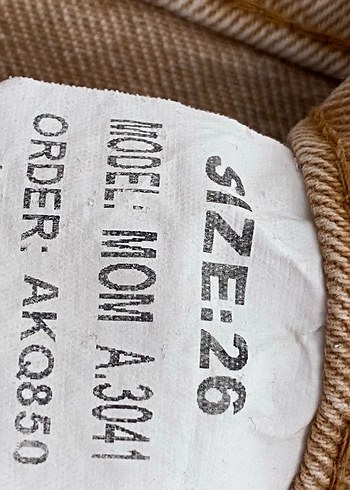 SIZE: 26
MODEL: MOM A.3041
ORDER: AKQ850